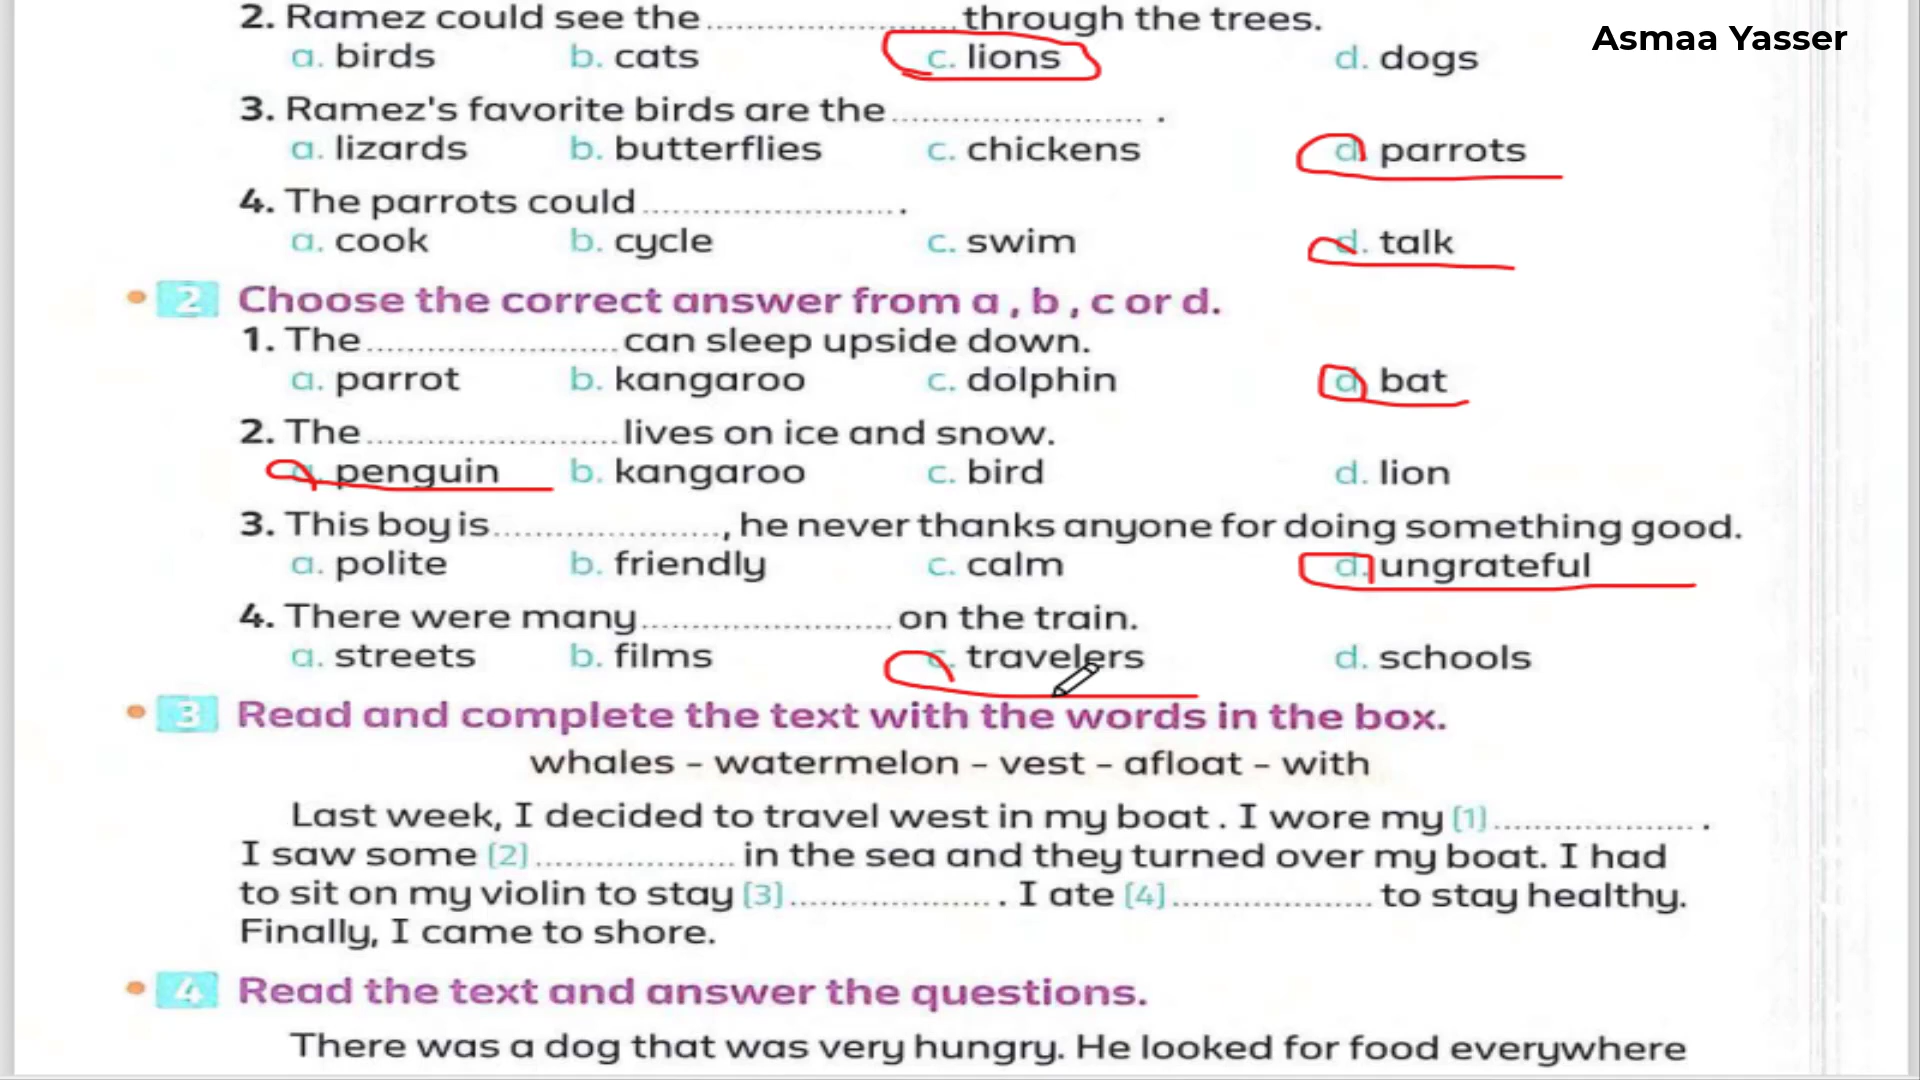 2. Ramez could see the ........................ through the trees.
a. birds b. cats c. lions d. dogs
Asmaa Yasser
3. Ramez's favorite birds are the ........................ .
a. lizards b. butterflies c. chickens d. parrots
4. The parrots could ........................ .
a. cook b. cycle c. swim d. talk
2 Choose the correct answer from a , b , c or d.
1. The ........................ can sleep upside down.
a. parrot b. kangaroo c. dolphin d. bat
2. The ........................ lives on ice and snow.
a. penguin b. kangaroo c. bird d. lion
3. This boy is ......................, he never thanks anyone for doing something good.
a. polite b. friendly c. calm d. ungrateful
4. There were many ........................ on the train.
a. streets b. films c. travelers d. schools
3 Read and complete the text with the words in the box.
whales - watermelon - vest - afloat - with
Last week, I decided to travel west in my boat . I wore my [1] .................... .
I saw some [2] .................... in the sea and they turned over my boat. I had
to sit on my violin to stay [3] .................... . I ate [4] .................... to stay healthy.
Finally, I came to shore.
4 Read the text and answer the questions.
There was a dog that was very hungry. He looked for food everywhere